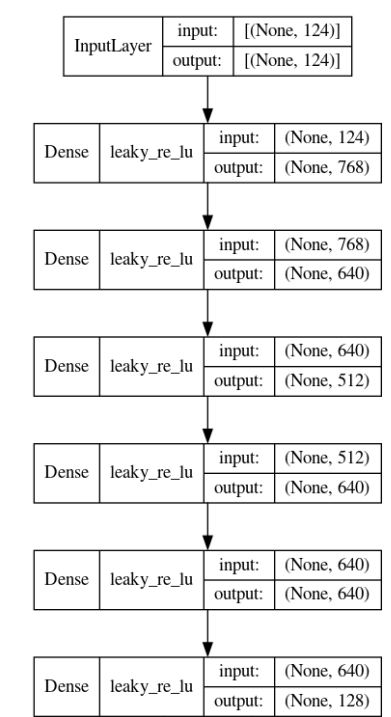 InputLayer input: [(None, 124)]
output: [(None, 124)]
Dense leaky_re_lu input: (None, 124)
output: (None, 768)
Dense leaky_re_lu input: (None, 768)
output: (None, 640)
Dense leaky_re_lu input: (None, 640)
output: (None, 512)
Dense leaky_re_lu input: (None, 512)
output: (None, 640)
Dense leaky_re_lu input: (None, 640)
output: (None, 640)
Dense leaky_re_lu input: (None, 640)
output: (None, 128)